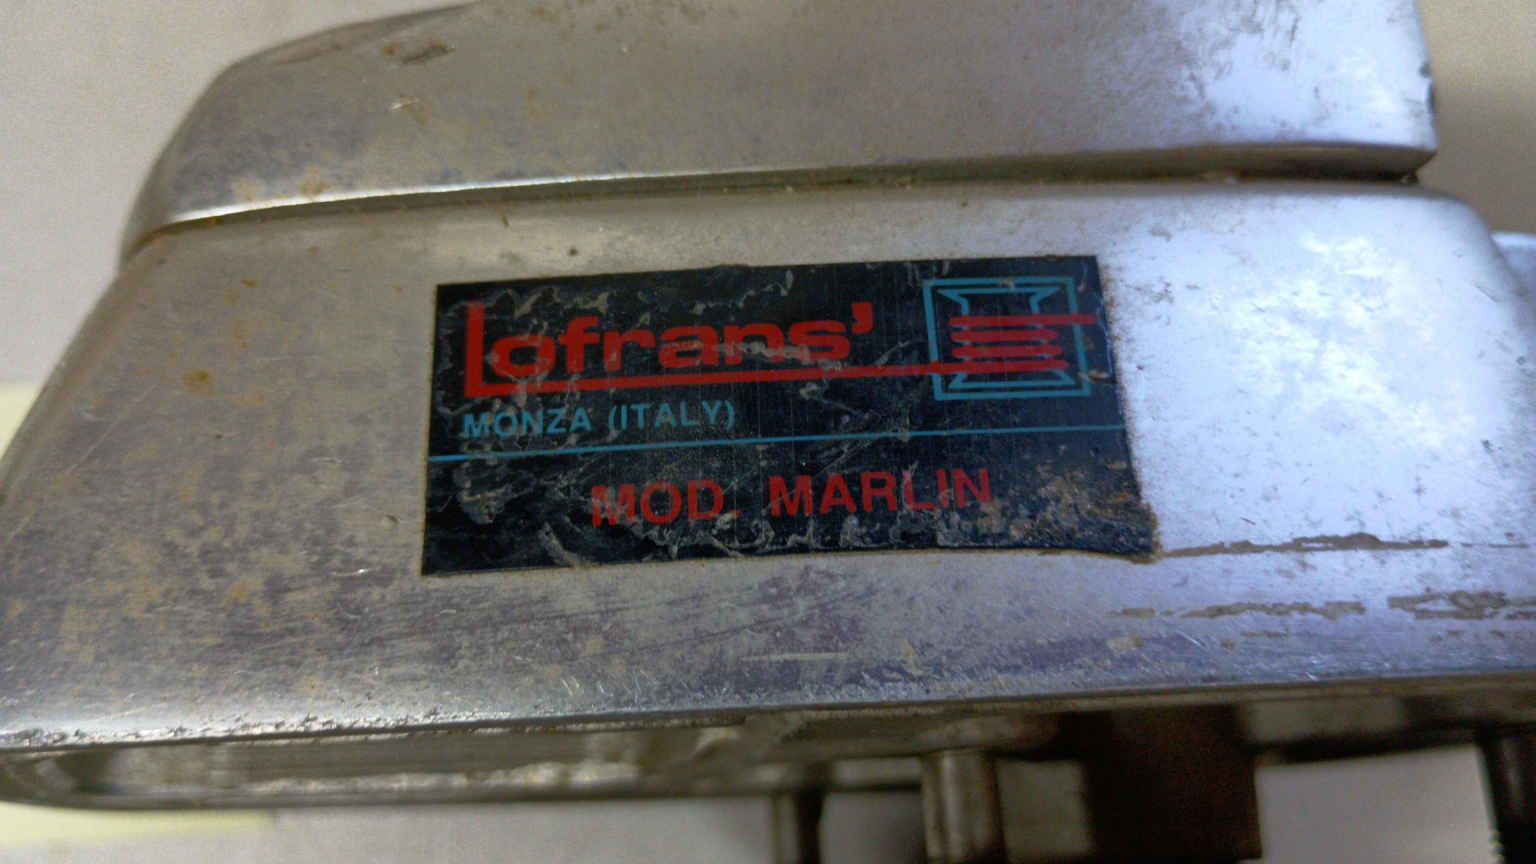 Lofrans'
MONZA (ITALY)
MOD. MARLIN